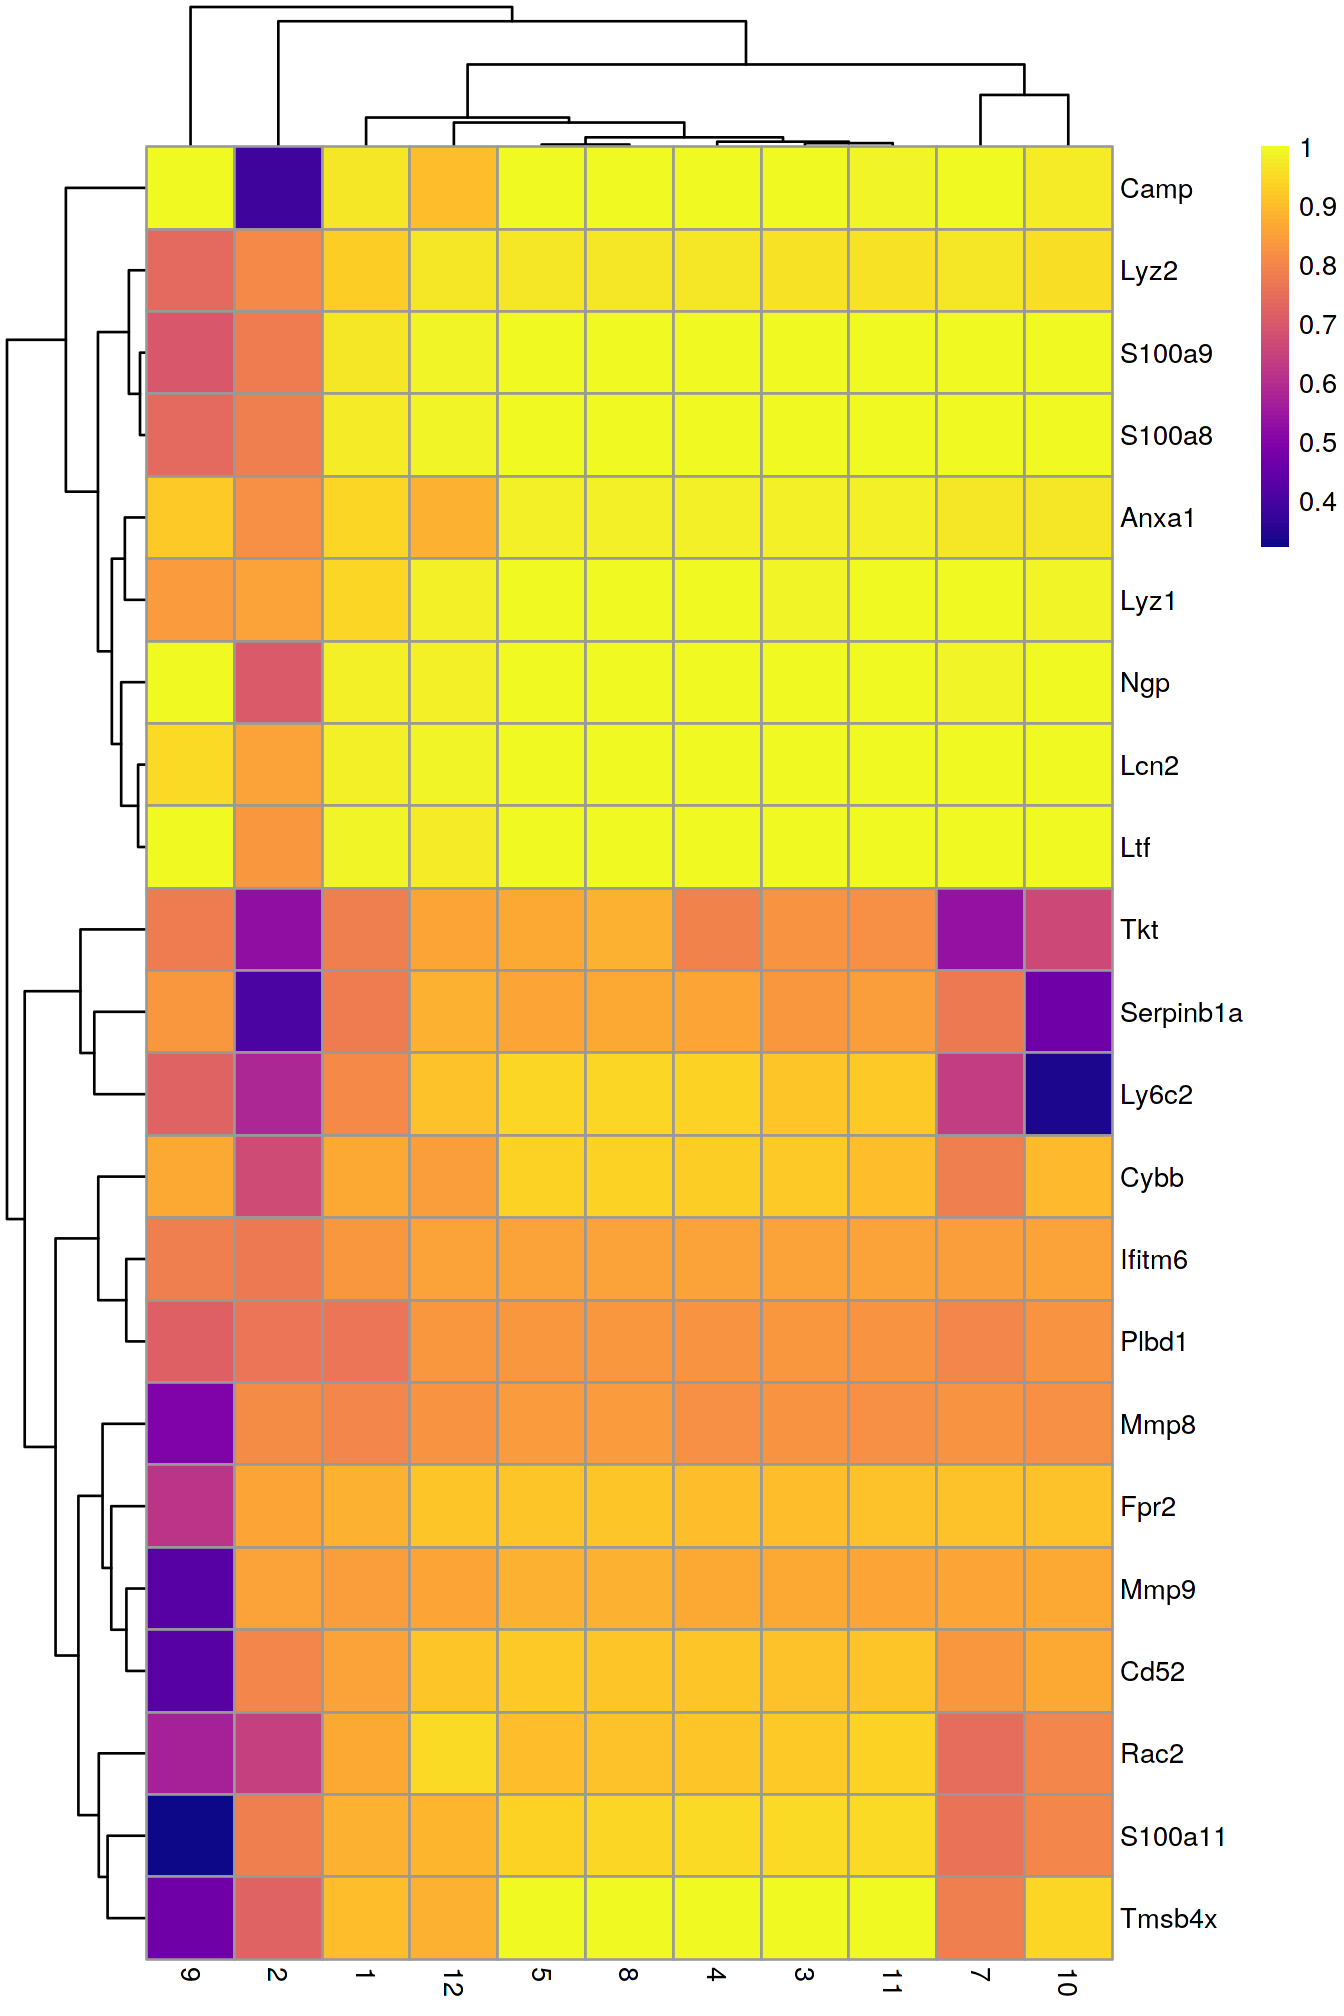 1
0.9
0.8
0.7
0.6
0.5
0.4
Camp
Lyz2
S100a9
S100a8
Anxa1
Lyz1
Ngp
Lcn2
Ltf
Tkt
Serpinb1a
Ly6c2
Cybb
Ifitm6
Plbd1
Mmp8
Fpr2
Mmp9
Cd52
Rac2
S100a11
Tmsb4x
9
2
1
12
5
8
4
3
11
7
10